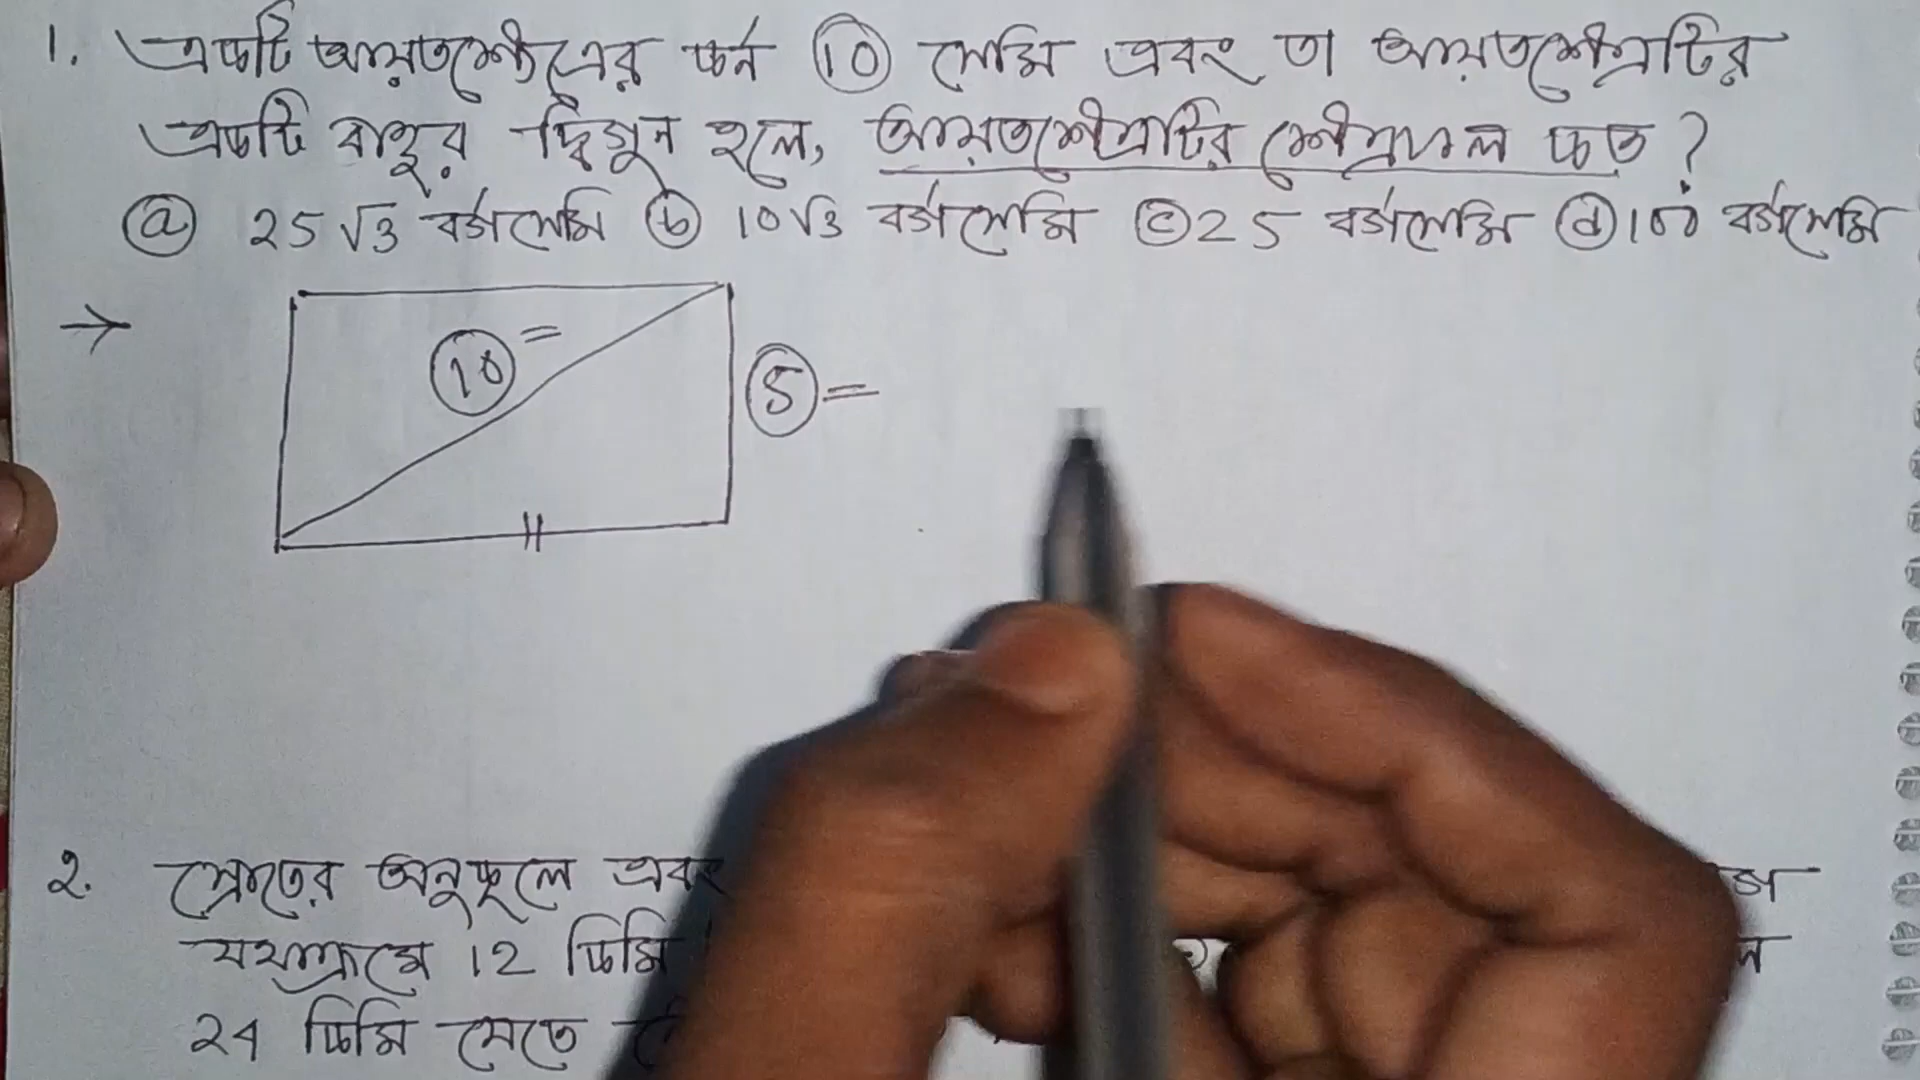 1. একটি আয়তক্ষেত্রের কর্ন 10 সেমি এবং তা আয়তক্ষেত্রটির
একটি বাহুর দ্বিগুন হলে, আয়তক্ষেত্রটির ক্ষেত্রফল কত ?
ⓐ 25√3 বর্গসেমি ⓑ 10√3 বর্গসেমি ⓒ 25 বর্গসেমি ⓓ 100 বর্গসেমি
→ 10 =
5 =
২. স্রোতের অনুকূলে এবং
যথাক্রমে 12 কিমি
24 কিমি যেতে